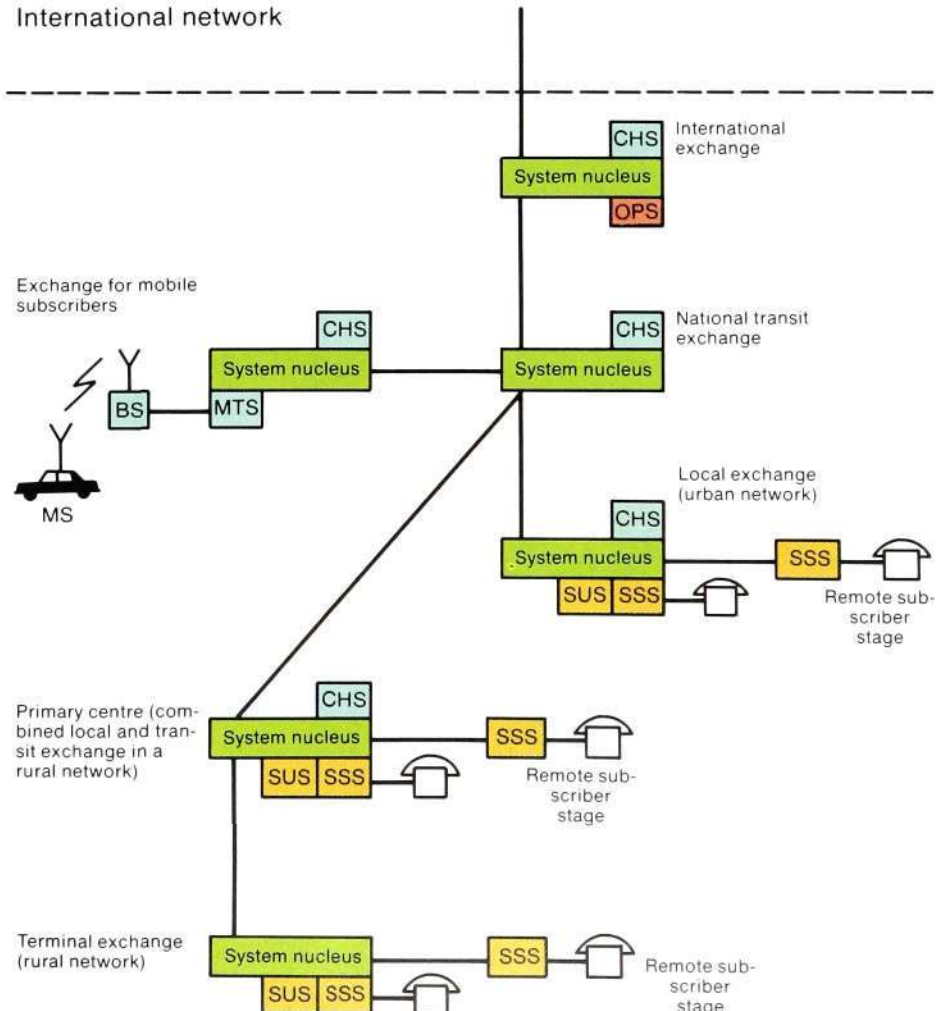 International network
CHS
International
exchange
System nucleus
OPS
Exchange for mobile
subscribers
CHS
System nucleus
BS
MTS
MS
CHS
National transit
exchange
System nucleus
Local exchange
(urban network)
CHS
System nucleus
SUS SSS
SSS
Remote sub-
scriber
stage
Primary centre (com-
bined local and tran-
sit exchange in a
rural network)
CHS
System nucleus
SUS SSS
SSS
Remote sub-
scriber
stage
Terminal exchange
(rural network)
System nucleus
SUS SSS
SSS
Remote sub-
scriber
stage